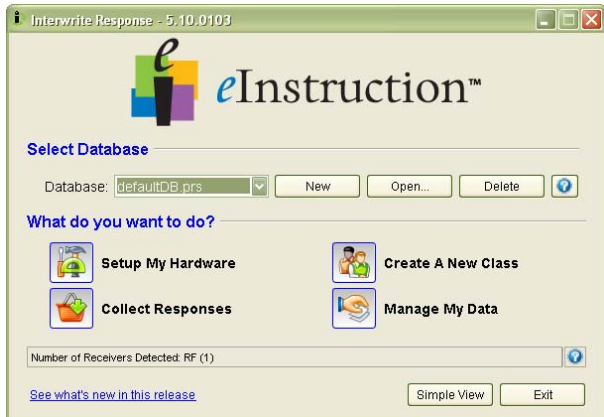 Interwrite Response - 5.10.0103
eInstruction™
Select Database
Database: defaultDB.prs New Open... Delete
What do you want to do?
Setup My Hardware Create A New Class
Collect Responses Manage My Data
Number of Receivers Detected: RF (1)
See what's new in this release Simple View Exit